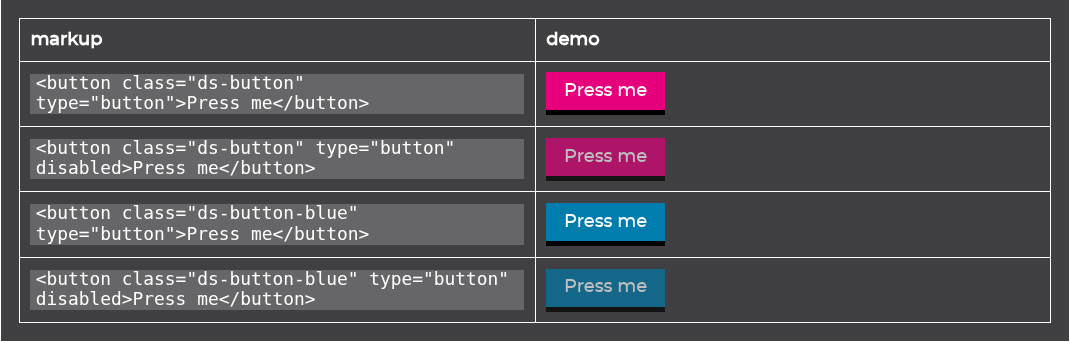 markup
demo
<button class="ds-button"
type="button">Press me</button>
Press me
<button class="ds-button" type="button"
disabled>Press me</button>
Press me
<button class="ds-button-blue"
type="button">Press me</button>
Press me
<button class="ds-button-blue" type="button"
disabled>Press me</button>
Press me